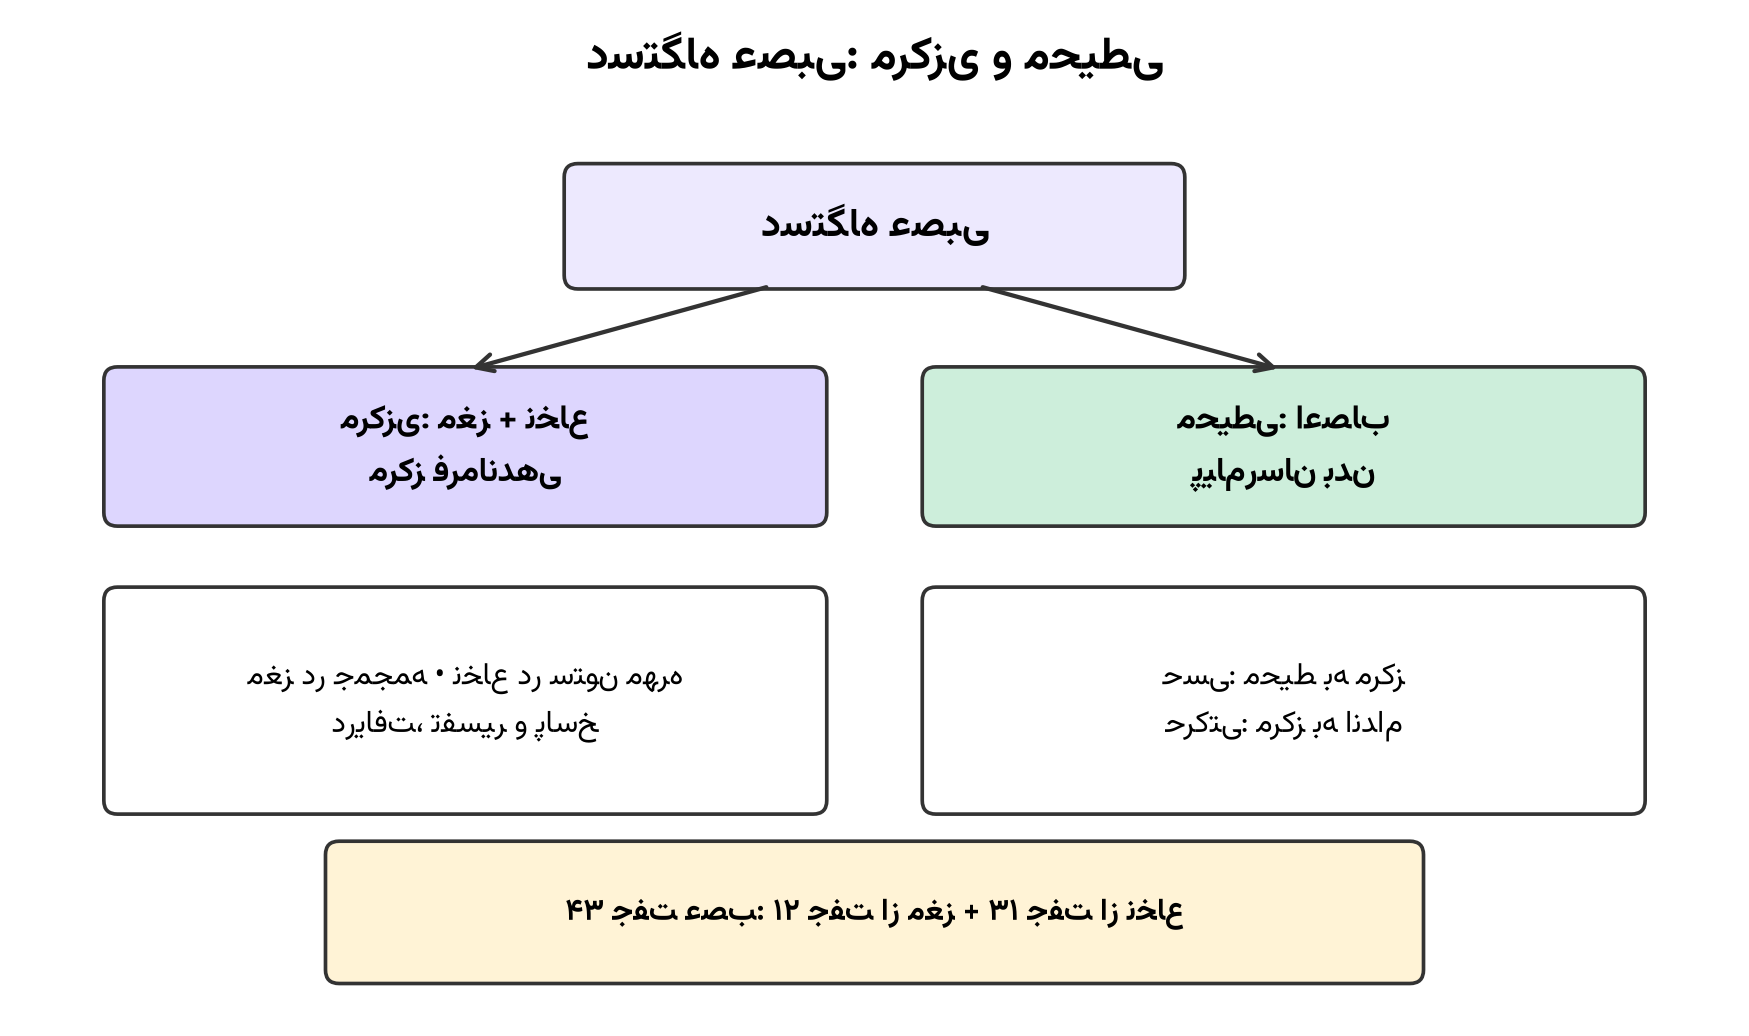 دستگاه عصبی: مرکزی و محیطی
دستگاه عصبی
مرکزی: مغز + نخاع
مرکز فرماندهی
محیطی: اعصاب
پیام‌رسان بدن
مغز در جمجمه • نخاع در ستون مهره
دریافت، تفسیر و پاسخ
حسی: محیط به مرکز
حرکتی: مرکز به اندام
۴۳ جفت عصب: ۱۲ جفت از مغز + ۳۱ جفت از نخاع